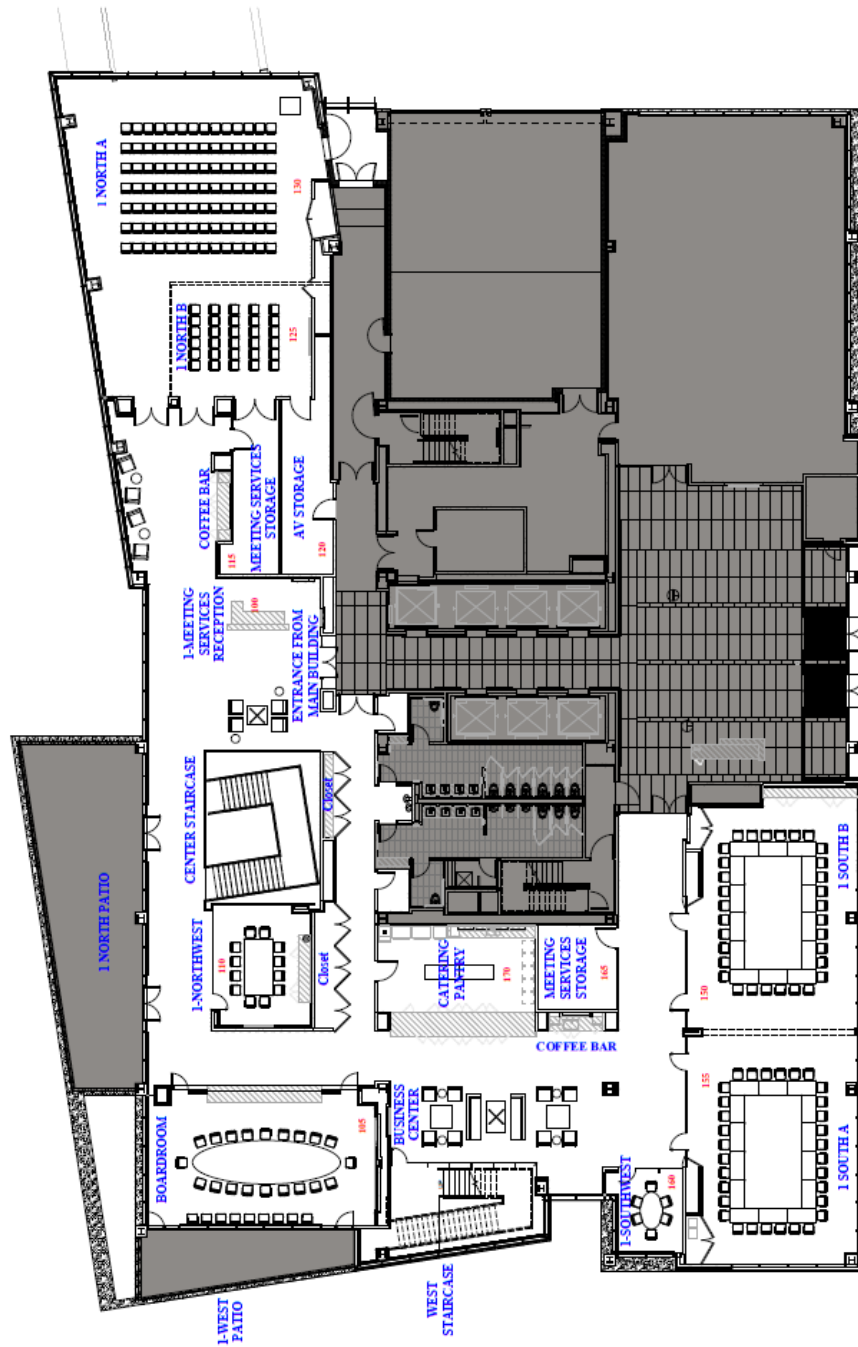 1 NORTH A
130
1 NORTH B
125
COFFEE BAR
115
MEETING SERVICES
STORAGE
AV STORAGE
120
1-MEETING
SERVICES
RECEPTION
100
ENTRANCE FROM
MAIN BUILDING
CENTER STAIRCASE
Closet
1 NORTH PATIO
1-NORTHWEST
110
Closet
CATERING
PANTRY
170
MEETING
SERVICES
STORAGE
165
COFFEE BAR
BOARDROOM
105
BUSINESS
CENTER
1 SOUTH B
150
155
1 SOUTH A
1-SOUTHWEST
160
1-WEST
PATIO
WEST
STAIRCASE